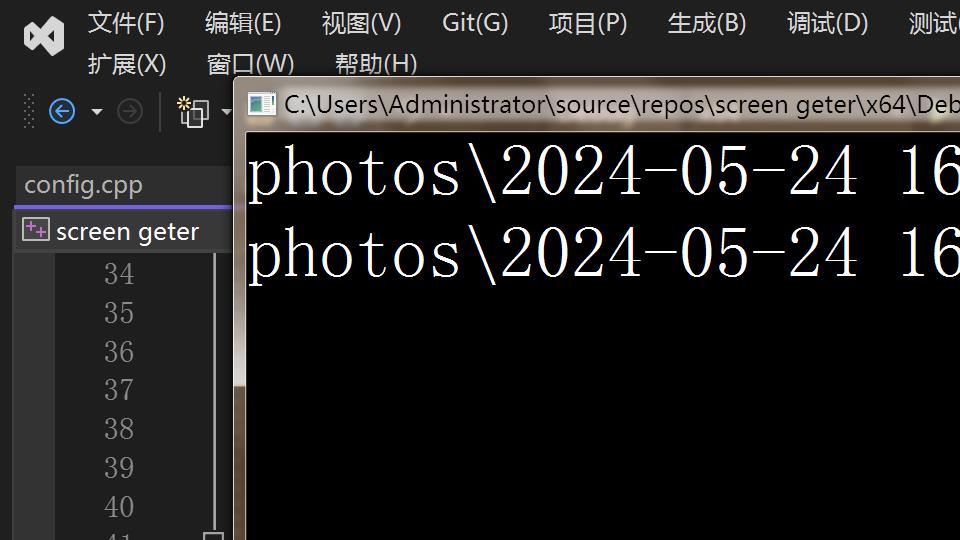 文件(F) 编辑(E) 视图(V) Git(G) 项目(P) 生成(B) 调试(D) 测试(
扩展(X) 窗口(W) 帮助(H)
C:\Users\Administrator\source\repos\screen geter\x64\Deb
photos\2024-05-24 16
photos\2024-05-24 16
config.cpp
screen geter
34
35
36
37
38
39
40
41